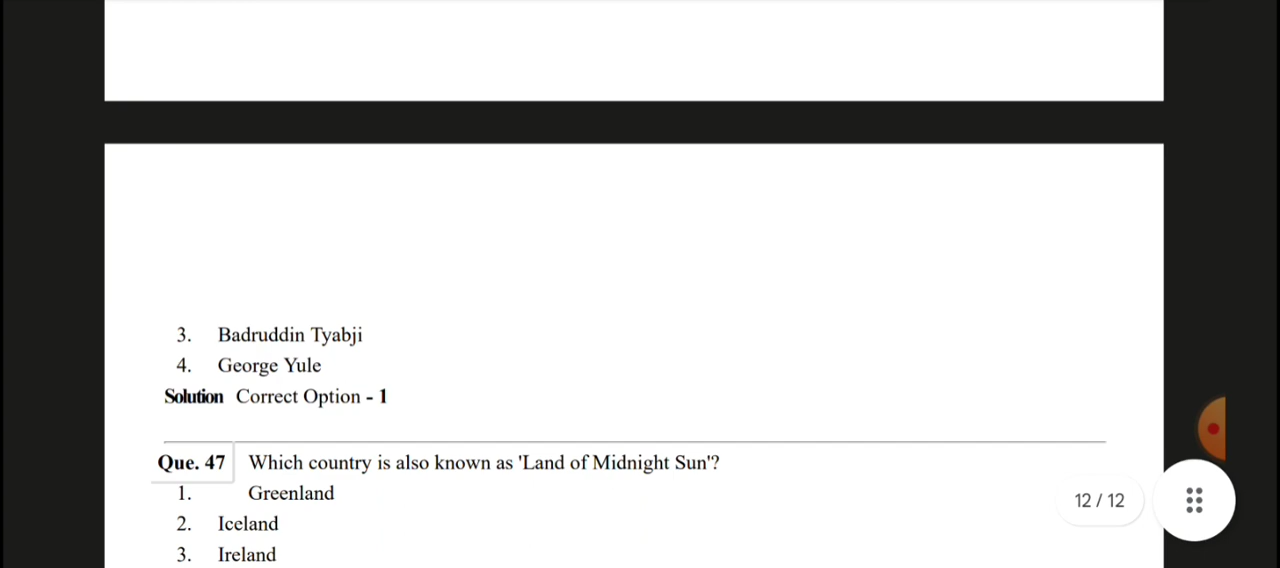 3. Badruddin Tyabji
4. George Yule
Solution Correct Option - 1
Que. 47 Which country is also known as 'Land of Midnight Sun'?
1. Greenland
12 / 12
2. Iceland
3. Ireland